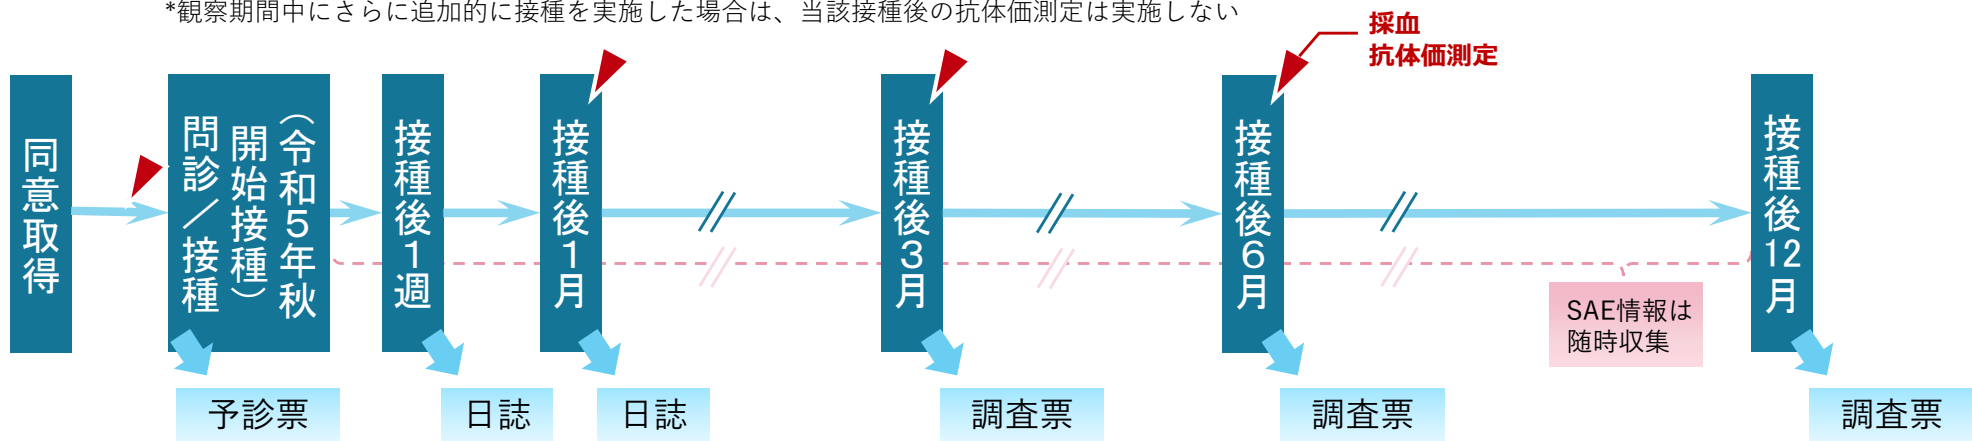 *観察期間中にさらに追加的に接種を実施した場合は、当該接種後の抗体価測定は実施しない
採血
抗体価測定
同意取得
問診／接種
（令和５年秋
開始接種）
接種後１週
接種後１月
接種後３月
接種後６月
接種後12月
SAE情報は
随時収集
予診票
日誌
日誌
調査票
調査票
調査票